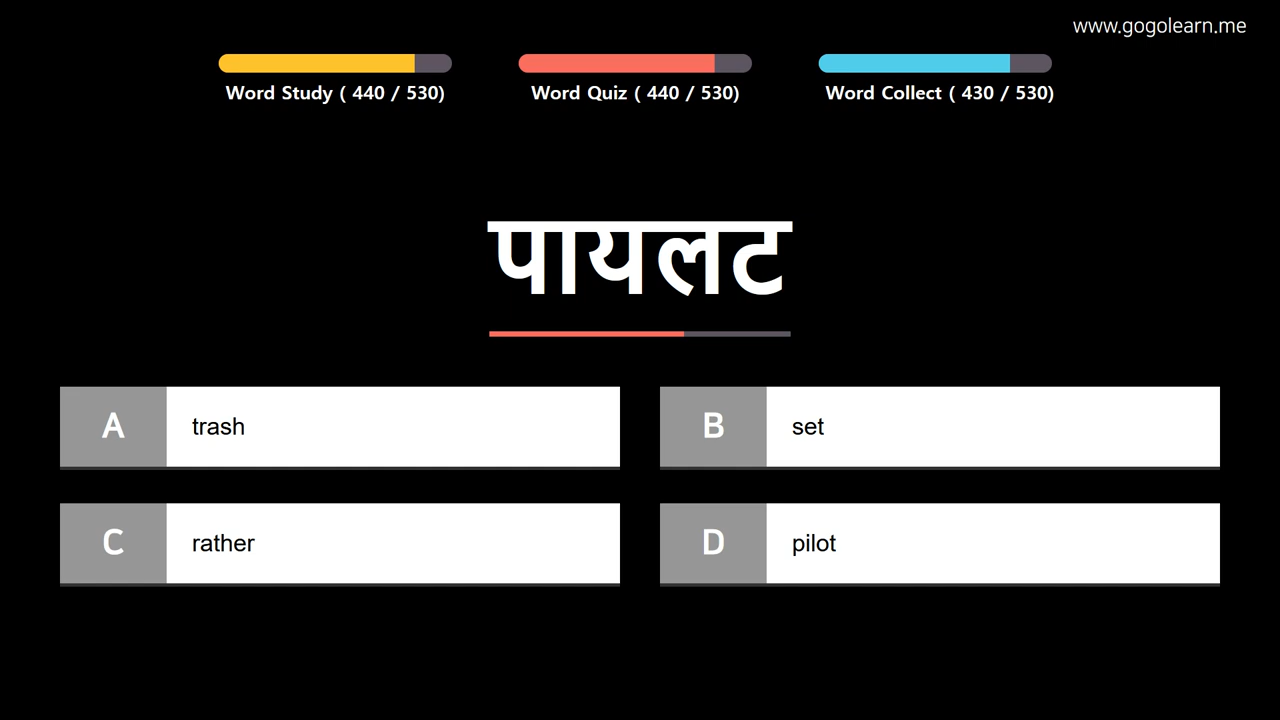 www.gogolearn.me
Word Study ( 440 / 530)
Word Quiz ( 440 / 530)
Word Collect ( 430 / 530)
पायलट
A trash
B set
C rather
D pilot